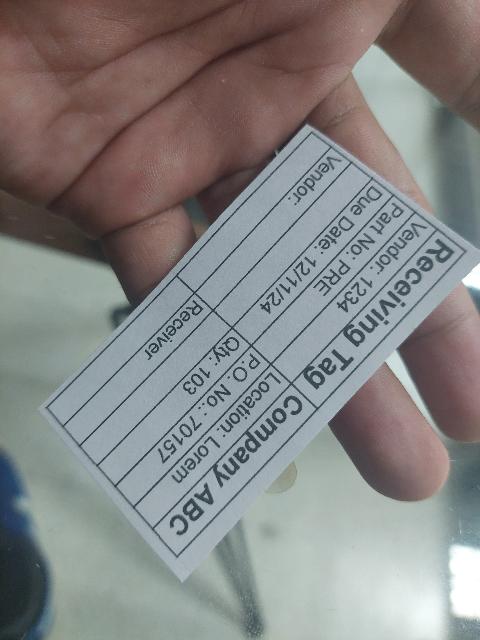 Receiving Tag Company ABC
Vendor: 1234 Location: Lorem
Part No: PRE P.O. No.: 70157
Due Date: 12/11/24 Qty: 103
Vendor: Receiver